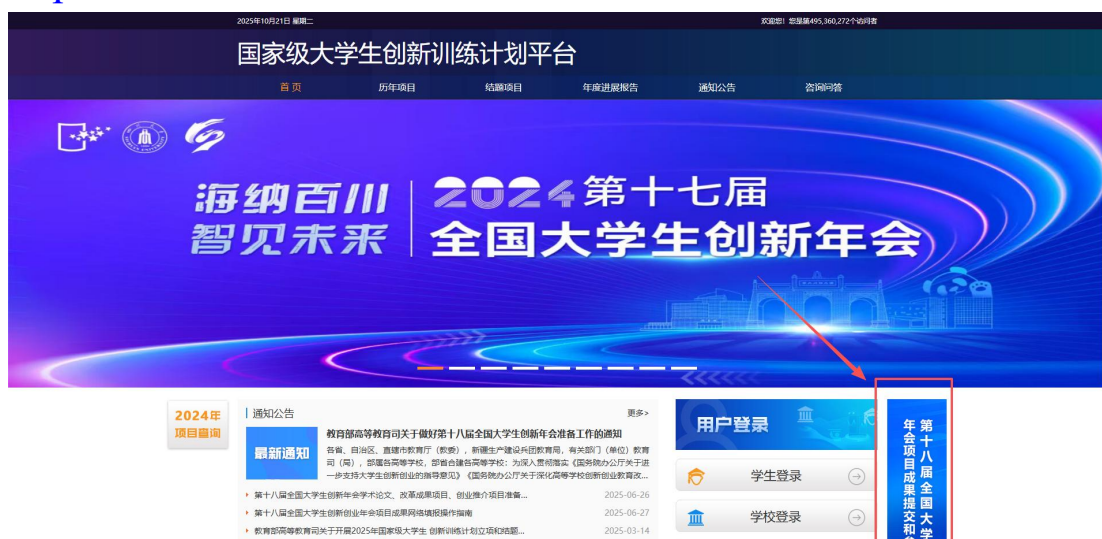 2025年10月21日 星期二
欢迎您！您是第495,360,272个访问者
国家级大学生创新训练计划平台
首页 历年项目 结题项目 年度进展报告 通知公告 咨询问答
海纳百川
智见未来
2024第十七届
全国大学生创新年会
2024年
项目查询
通知公告
更多>
最新通知
教育部高等教育司关于做好第十八届全国大学生创新年会准备工作的通知
各省、自治区、直辖市教育厅（教委），新疆生产建设兵团教育局，有关部门（单位）教育
司（局），部属各高等学校，部省合建各高等学校：为深入贯彻落实《国务院办公厅关于进
一步支持大学生创新创业的指导意见》《国务院办公厅关于深化高等学校创新创业教育改...
第十八届全国大学生创新年会学术论文、改革成果项目、创业推介项目准备...
2025-06-26
第十八届全国大学生创新创业年会项目成果网络填报操作指南
2025-06-27
教育部高等教育司关于开展2025年国家级大学生 创新训练计划立项和结题...
2025-03-14
用户登录
学生登录
学校登录
第十八届全国大学
年会项目成果提交和